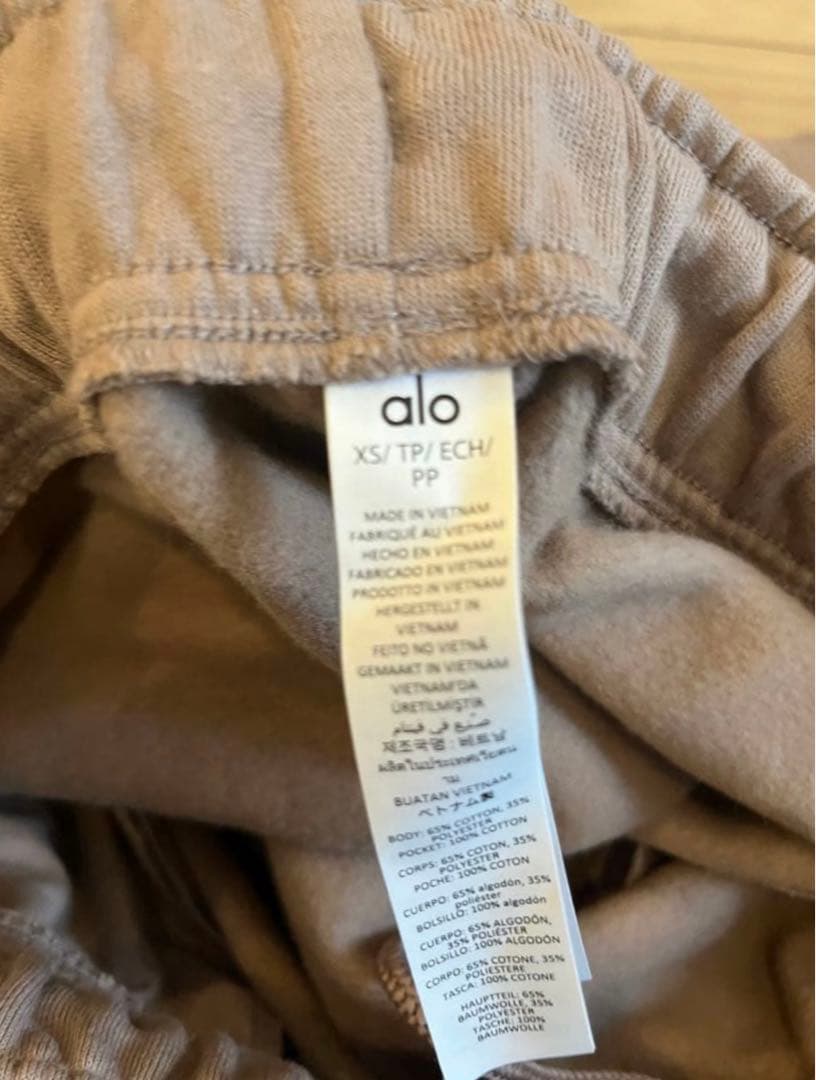 alo
XS/ TP/ ECH/
PP
MADE IN VIETNAM
FABRIQUÉ AU VIETNAM
HECHO EN VIETNAM
FABRICADO EN VIETNAM
PRODOTTO IN VIETNAM
HERGESTELLT IN
VIETNAM
FEITO NO VIETNÃ
GEMAAKT IN VIETNAM
VIETNAM'DA
ÜRETILMIŞTIR
صنع في فيتنام
제조국명 : 베트남
ผลิตในประเทศเวียดน
าม
BUATAN VIETNAM
ベトナム製
BODY: 65% COTTON, 35%
POLYESTER
POCKET: 100% COTTON
CORPS: 65% COTON, 35%
POLYESTER
POCHE: 100% COTON
CUERPO: 65% algodón, 35%
poliéster
BOLSILLO: 100% algodón
CUERPO: 65% ALGODÓN,
35% POLIÉSTER
BOLSILLO: 100% ALGODÓN
CORPO: 65% COTONE, 35%
POLIESTERE
TASCA: 100% COTONE
HAUPTTEIL: 65%
BAUMWOLLE, 35%
POLYESTER
TASCHE: 100%
BAUMWOLLE